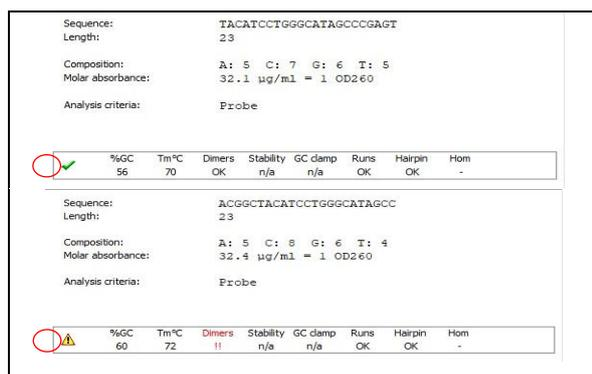 Sequence: TACATCCTGGGCATAGCCCGAGT
Length: 23
Composition: A: 5 C: 7 G: 6 T: 5
Molar absorbance: 32.1 µg/ml = 1 OD260
Analysis criteria: Probe
%GC Tm°C Dimers Stability GC clamp Runs Hairpin Hom
56 70 OK n/a n/a OK OK -
Sequence: ACGGCTACATCCTGGGCATAGCC
Length: 23
Composition: A: 5 C: 8 G: 6 T: 4
Molar absorbance: 32.4 µg/ml = 1 OD260
Analysis criteria: Probe
%GC Tm°C Dimers Stability GC clamp Runs Hairpin Hom
60 72 !! n/a n/a OK OK -